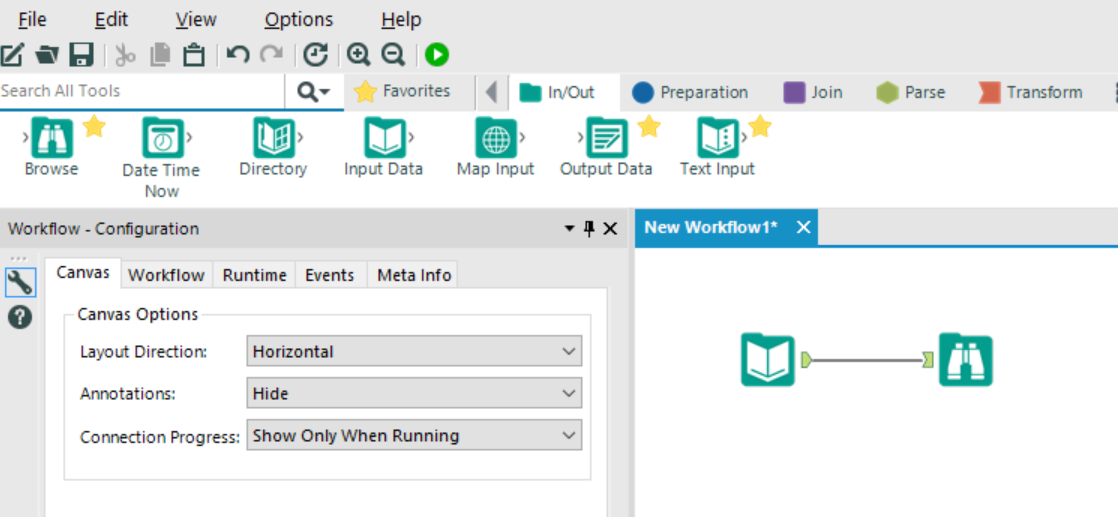 File Edit View Options Help
Search All Tools Favorites In/Out Preparation Join Parse Transform
Browse Date Time Directory Input Data Map Input Output Data Text Input
Now
Workflow - Configuration New Workflow1*
Canvas Workflow Runtime Events Meta Info
Canvas Options
Layout Direction: Horizontal
Annotations: Hide
Connection Progress: Show Only When Running